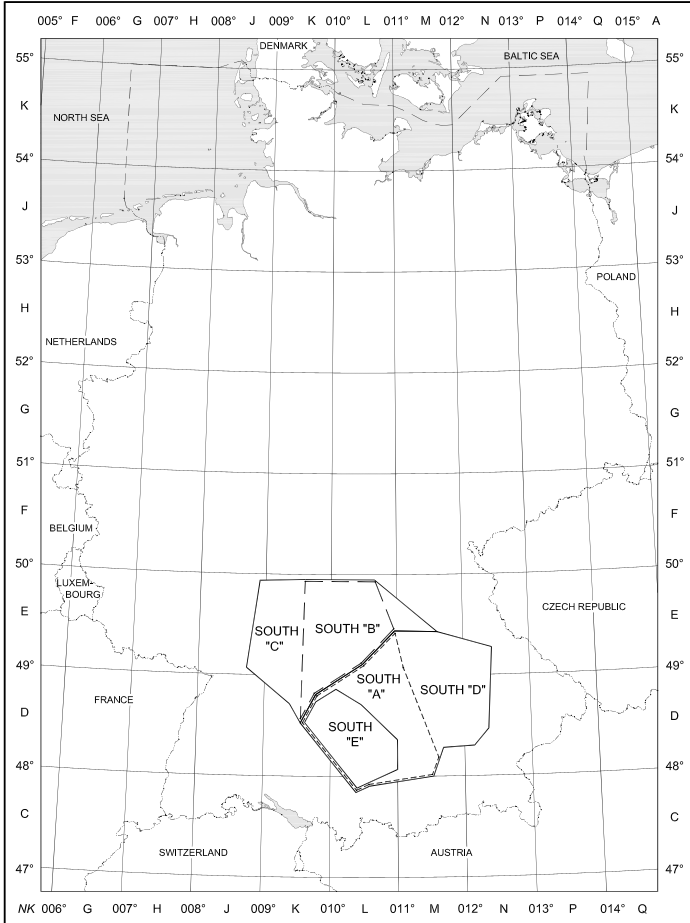 005° F 006° G 007° H 008° J 009° K 010° L 011° M 012° N 013° P 014° Q 015° A
DENMARK
BALTIC SEA
55° 55°
K K
NORTH SEA
54° 54°
J J
53° 53°
POLAND
H H
NETHERLANDS
52° 52°
G G
51° 51°
F F
BELGIUM
50° 50°
LUXEM-
BOURG
E E
CZECH REPUBLIC
SOUTH
"C"
SOUTH "B"
49° 49°
SOUTH
"A"
SOUTH "D"
FRANCE
D D
SOUTH
"E"
48° 48°
C C
SWITZERLAND
AUSTRIA
47° 47°
NK 006° G 007° H 008° J 009° K 010° L 011° M 012° N 013° P 014° Q